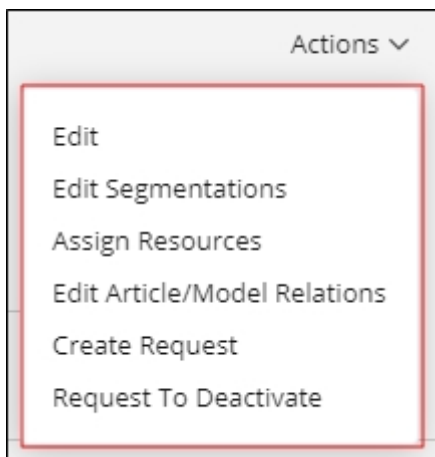 Actions
Edit
Edit Segmentations
Assign Resources
Edit Article/Model Relations
Create Request
Request To Deactivate